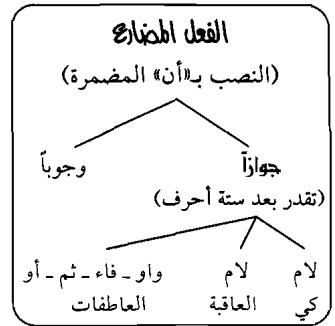 الفعل المضارع
(النصب بـ«أن» المضمرة)
جوازاً وجوباً
(تقدر بعد ستة أحرف)
لام لام واو ـ فاء ـ ثم ـ أو
كي العاقبة العاطفات